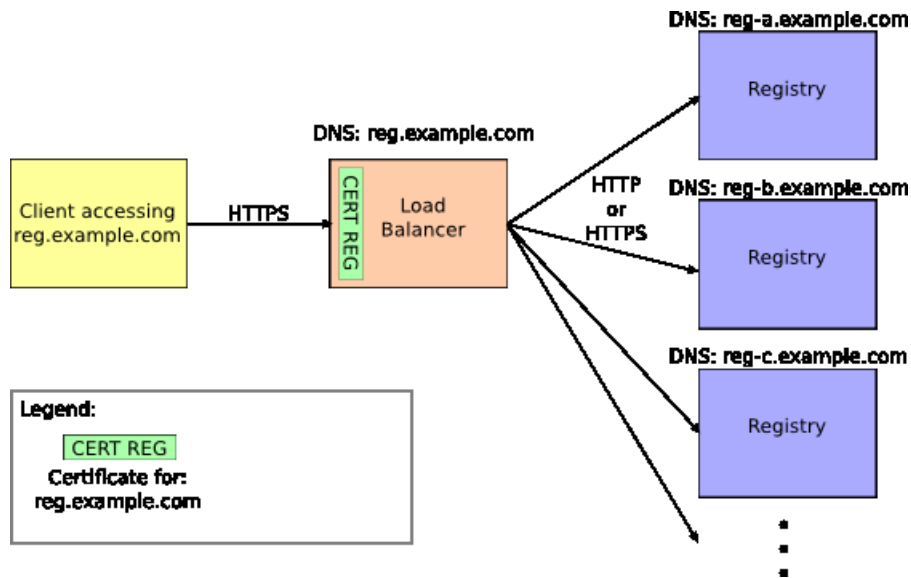 DNS: reg-a.example.com
Registry
DNS: reg.example.com
Client accessing
reg.example.com
HTTPS
CERT REG
Load
Balancer
HTTP
or
HTTPS
DNS: reg-b.example.com
Registry
DNS: reg-c.example.com
Registry
Legend:
CERT REG
Certificate for:
reg.example.com